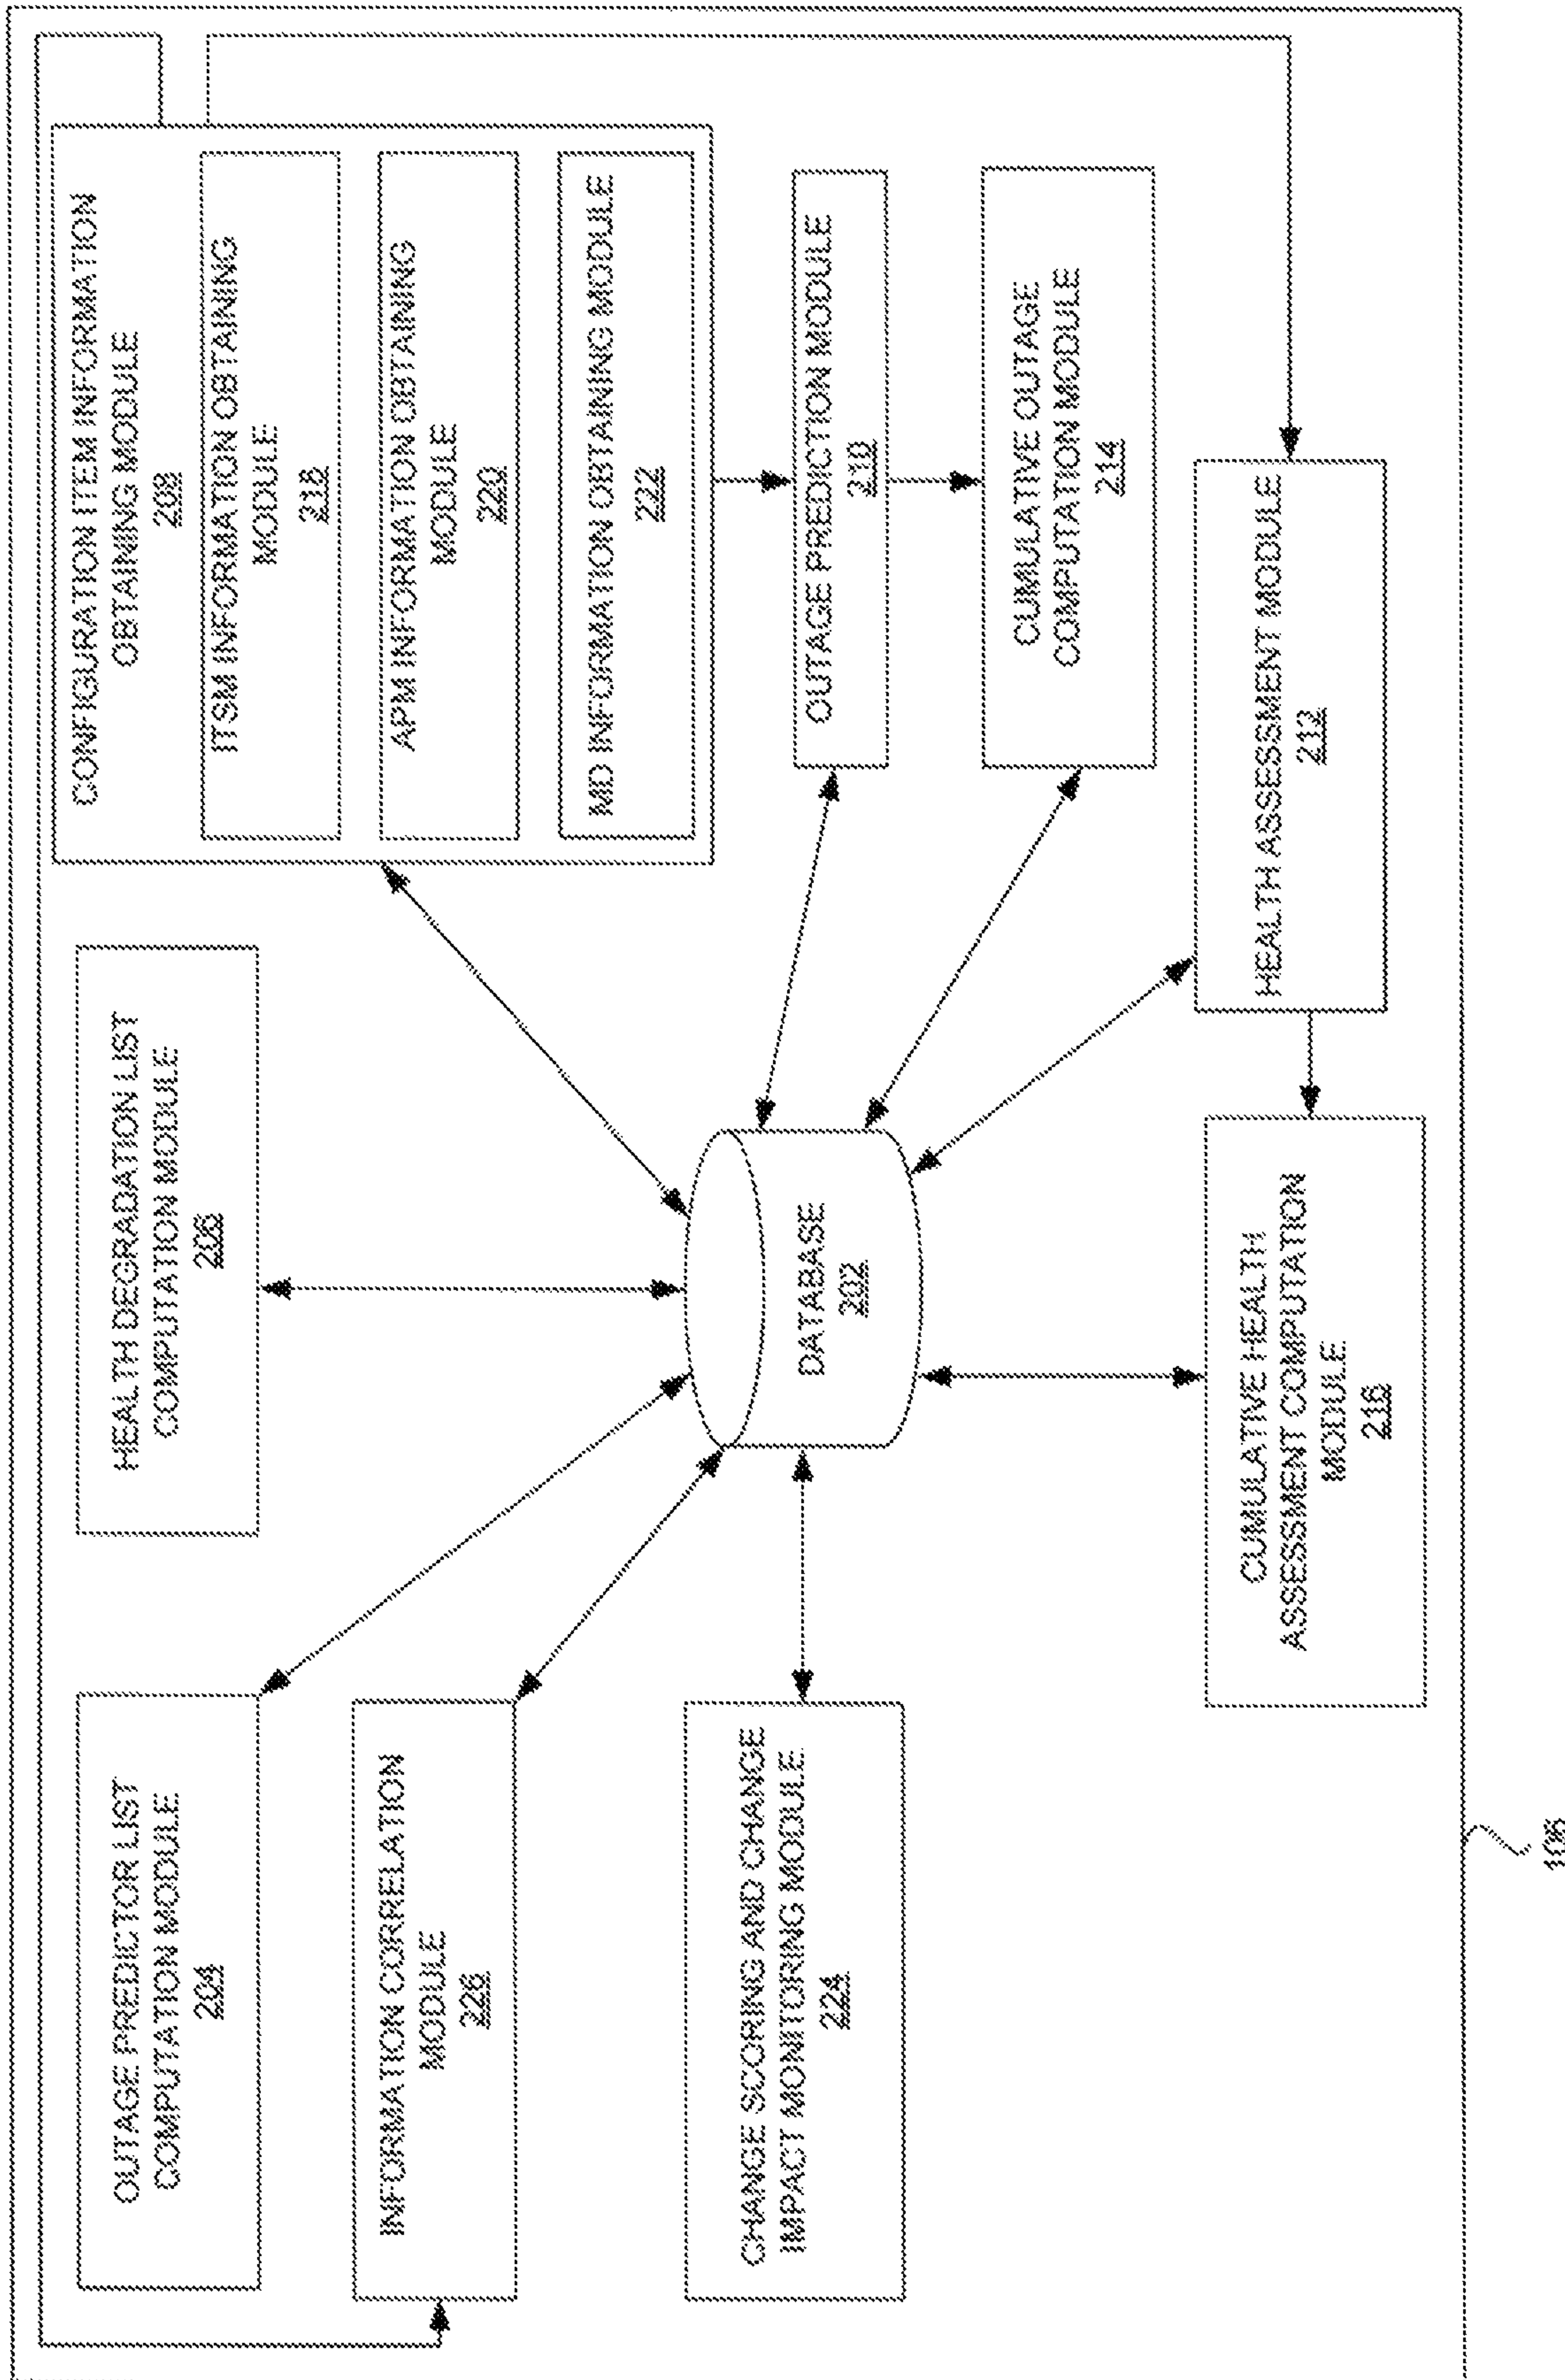 OUTAGE PREDICTOR LIST
COMPUTATION MODULE
204
HEALTH DEGRADATION LIST
COMPUTATION MODULE
206
CONFIGURATION ITEM INFORMATION
OBTAINING MODULE
208
ITSM INFORMATION OBTAINING
MODULE
218
APM INFORMATION OBTAINING
MODULE
220
MD INFORMATION OBTAINING MODULE
222
INFORMATION CORRELATION
MODULE
226
CHANGE SCORING AND CHANGE
IMPACT MONITORING MODULE
224
DATABASE
202
OUTAGE PREDICTION MODULE
210
CUMULATIVE OUTAGE
COMPUTATION MODULE
214
CUMULATIVE HEALTH
ASSESSMENT COMPUTATION
MODULE
216
HEALTH ASSESSMENT MODULE
212
106